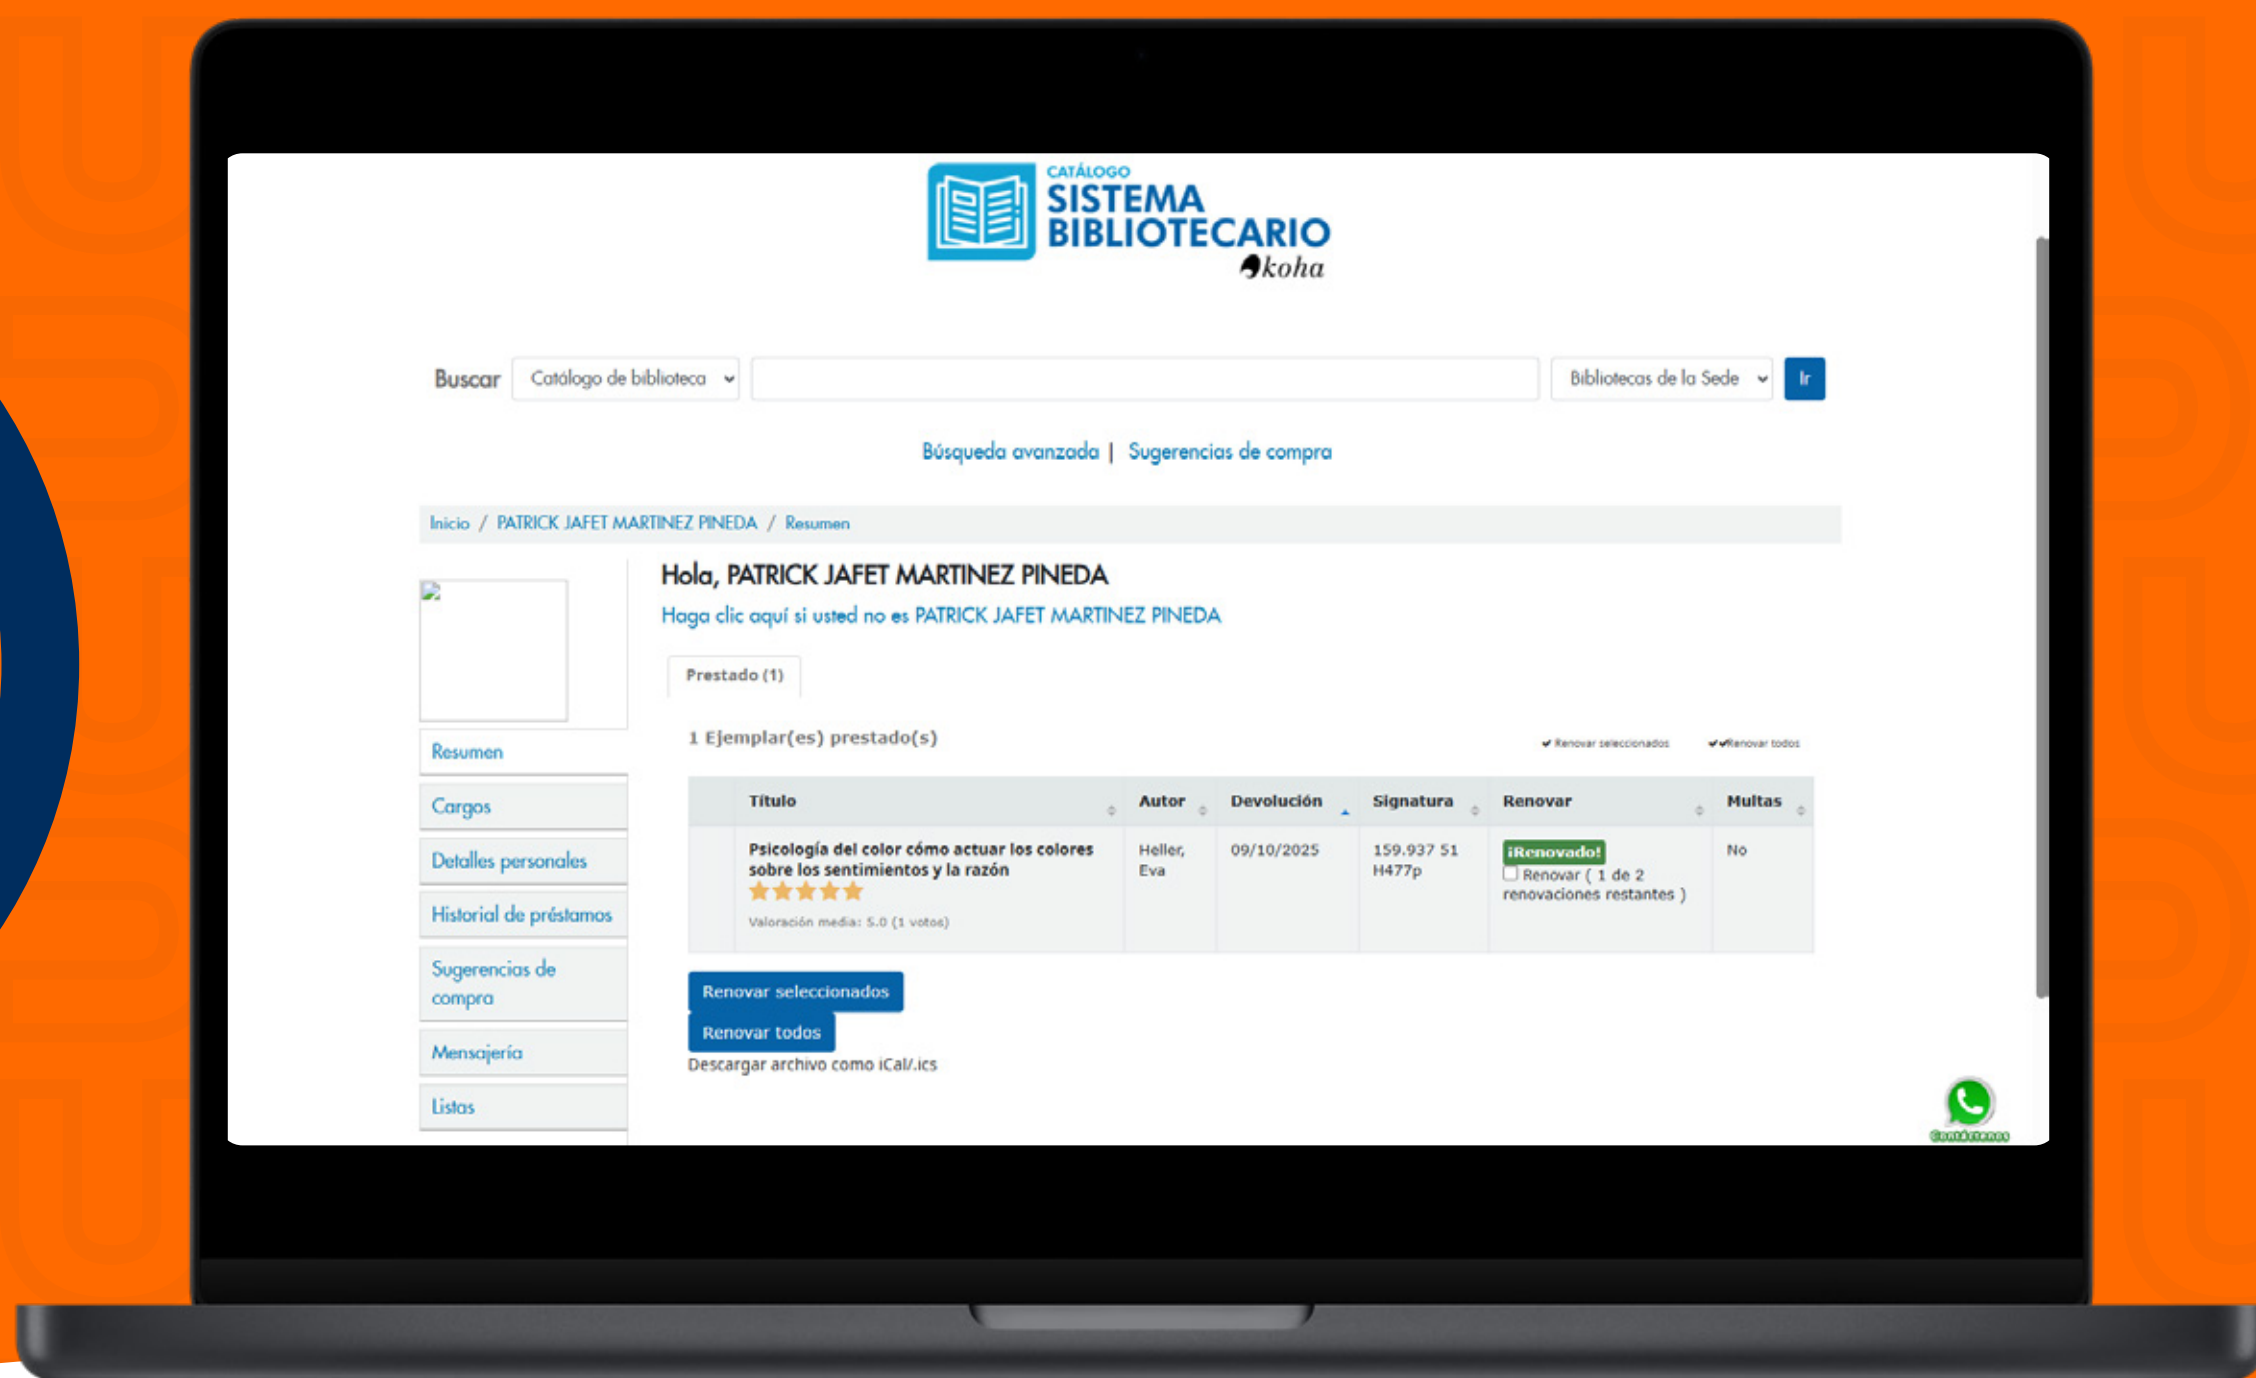 CATÁLOGO
SISTEMA
BIBLIOTECARIO
koha
Buscar Catálogo de biblioteca Bibliotecas de la Sede Ir
Búsqueda avanzada | Sugerencias de compra
Inicio / PATRICK JAFET MARTINEZ PINEDA / Resumen
Hola, PATRICK JAFET MARTINEZ PINEDA
Haga clic aquí si usted no es PATRICK JAFET MARTINEZ PINEDA
Prestado (1)
1 Ejemplar(es) prestado(s)
Renovar seleccionados Renovar todos
Resumen
Cargos
Detalles personales
Historial de préstamos
Sugerencias de
compra
Mensajería
Listas
Título Autor Devolución Signatura Renovar Multas
Psicología del color cómo actuar los colores
sobre los sentimientos y la razón
Valoración media: 5.0 (1 votos)
Heller,
Eva
09/10/2025
159.937 51
H477p
¡Renovado!
Renovar ( 1 de 2
renovaciones restantes )
No
Renovar seleccionados
Renovar todos
Descargar archivo como iCal/.ics
Contáctanos